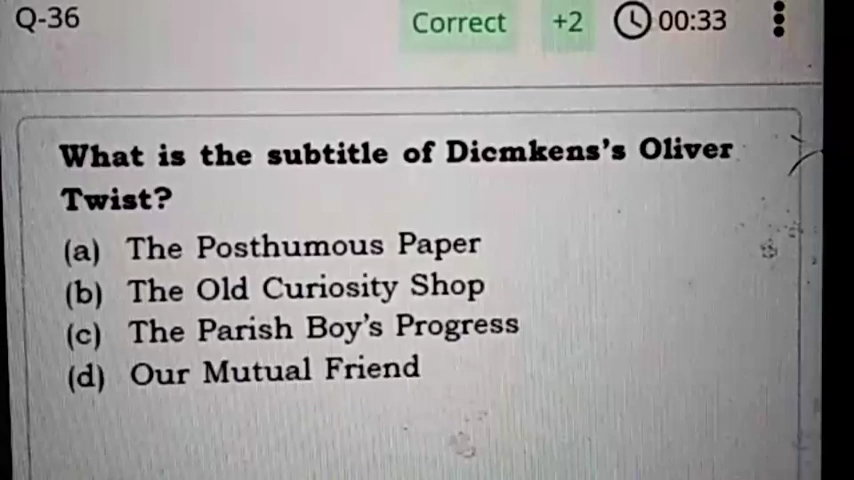 Q-36
Correct +2 00:33
What is the subtitle of Dicmkens's Oliver
Twist?
(a) The Posthumous Paper
(b) The Old Curiosity Shop
(c) The Parish Boy's Progress
(d) Our Mutual Friend